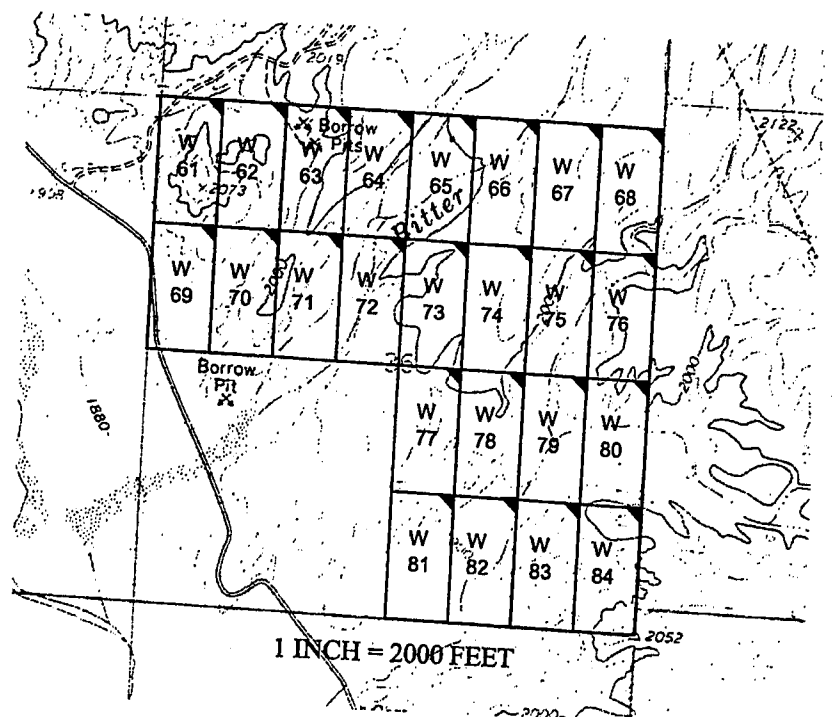 2019
2122
Borrow
Pits
W 61
W 62
W 63
W 64
W 65
W 66
W 67
W 68
2073
Ritter
W 69
W 70
W 71
W 72
W 73
W 74
W 75
W 76
2000
Borrow
Pit
1880
W 77
W 78
W 79
W 80
W 81
W 82
W 83
W 84
2052
1 INCH = 2000 FEET
2000